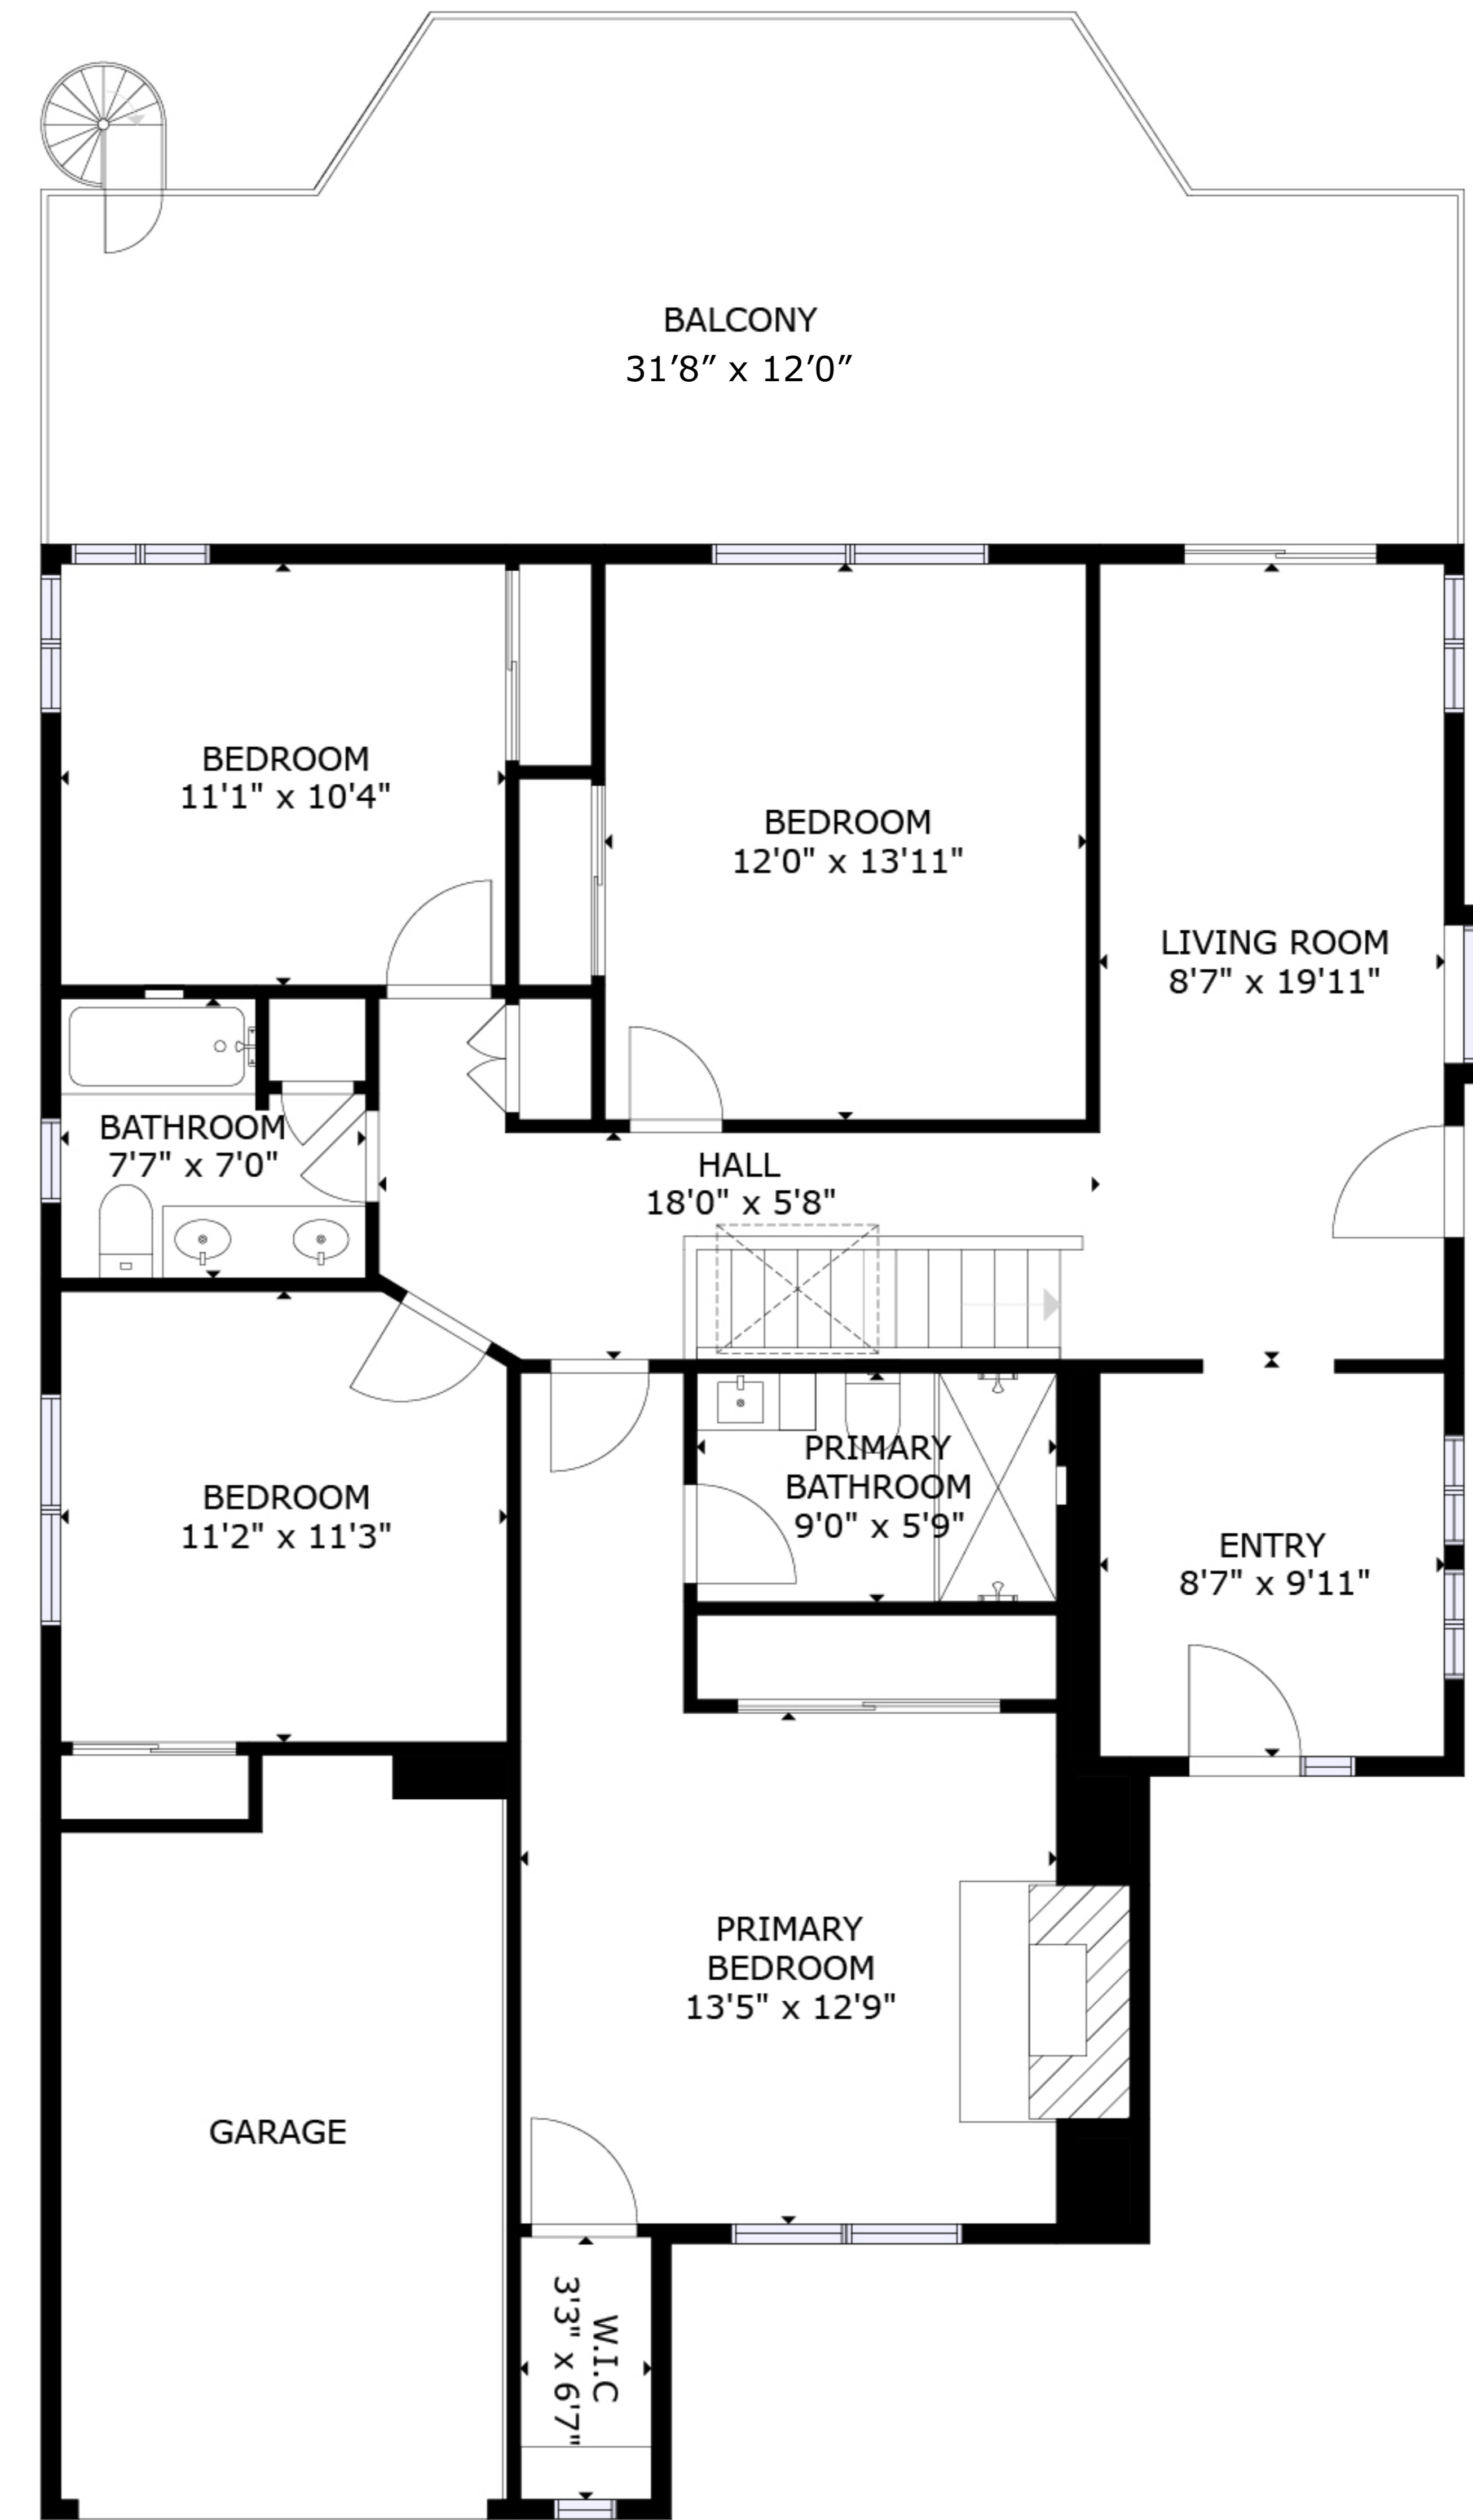 BALCONY
31′8″ x 12′0″
BEDROOM
11'1" x 10'4"
BEDROOM
12'0" x 13'11"
LIVING ROOM
8'7" x 19'11"
BATHROOM
7'7" x 7'0"
HALL
18'0" x 5'8"
PRIMARY
BATHROOM
9'0" x 5'9"
BEDROOM
11'2" x 11'3"
ENTRY
8'7" x 9'11"
PRIMARY
BEDROOM
13'5" x 12'9"
GARAGE
W.I.C
3'3" x 6'7"